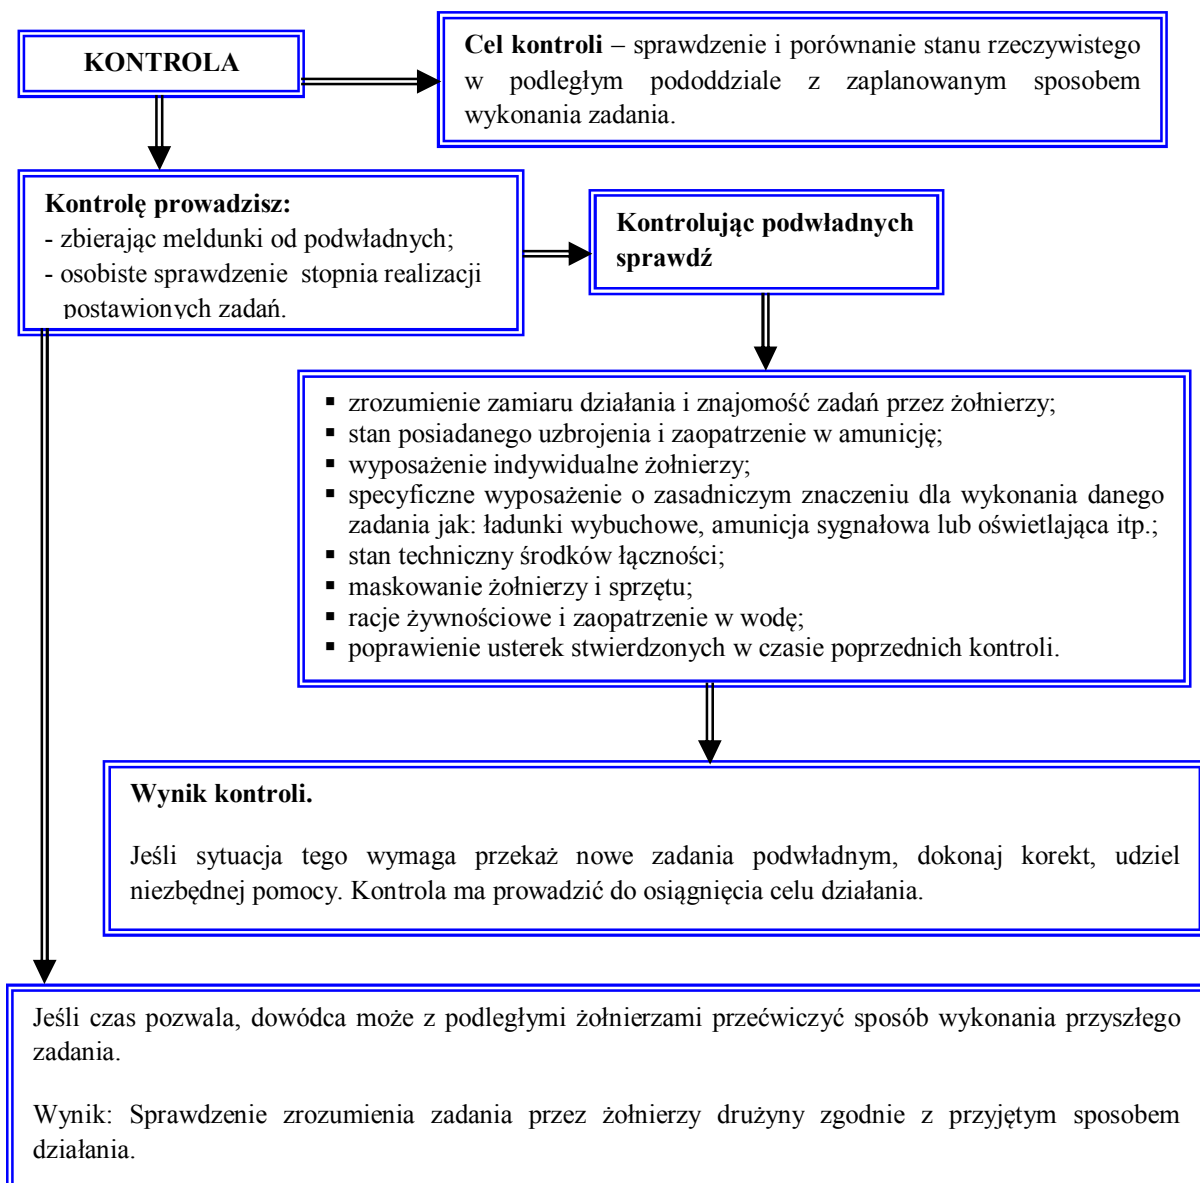 KONTROLA
Cel kontroli – sprawdzenie i porównanie stanu rzeczywistego
w podległym pododdziale z zaplanowanym sposobem
wykonania zadania.
Kontrolę prowadzisz:
- zbierając meldunki od podwładnych;
- osobiste sprawdzenie stopnia realizacji
postawionych zadań.
Kontrolując podwładnych
sprawdź
▪ zrozumienie zamiaru działania i znajomość zadań przez żołnierzy;
▪ stan posiadanego uzbrojenia i zaopatrzenie w amunicję;
▪ wyposażenie indywidualne żołnierzy;
▪ specyficzne wyposażenie o zasadniczym znaczeniu dla wykonania danego
zadania jak: ładunki wybuchowe, amunicja sygnałowa lub oświetlająca itp.;
▪ stan techniczny środków łączności;
▪ maskowanie żołnierzy i sprzętu;
▪ racje żywnościowe i zaopatrzenie w wodę;
▪ poprawienie usterek stwierdzonych w czasie poprzednich kontroli.
Wynik kontroli.
Jeśli sytuacja tego wymaga przekaż nowe zadania podwładnym, dokonaj korekt, udziel
niezbędnej pomocy. Kontrola ma prowadzić do osiągnięcia celu działania.
Jeśli czas pozwala, dowódca może z podległymi żołnierzami przećwiczyć sposób wykonania przyszłego
zadania.
Wynik: Sprawdzenie zrozumienia zadania przez żołnierzy drużyny zgodnie z przyjętym sposobem
działania.